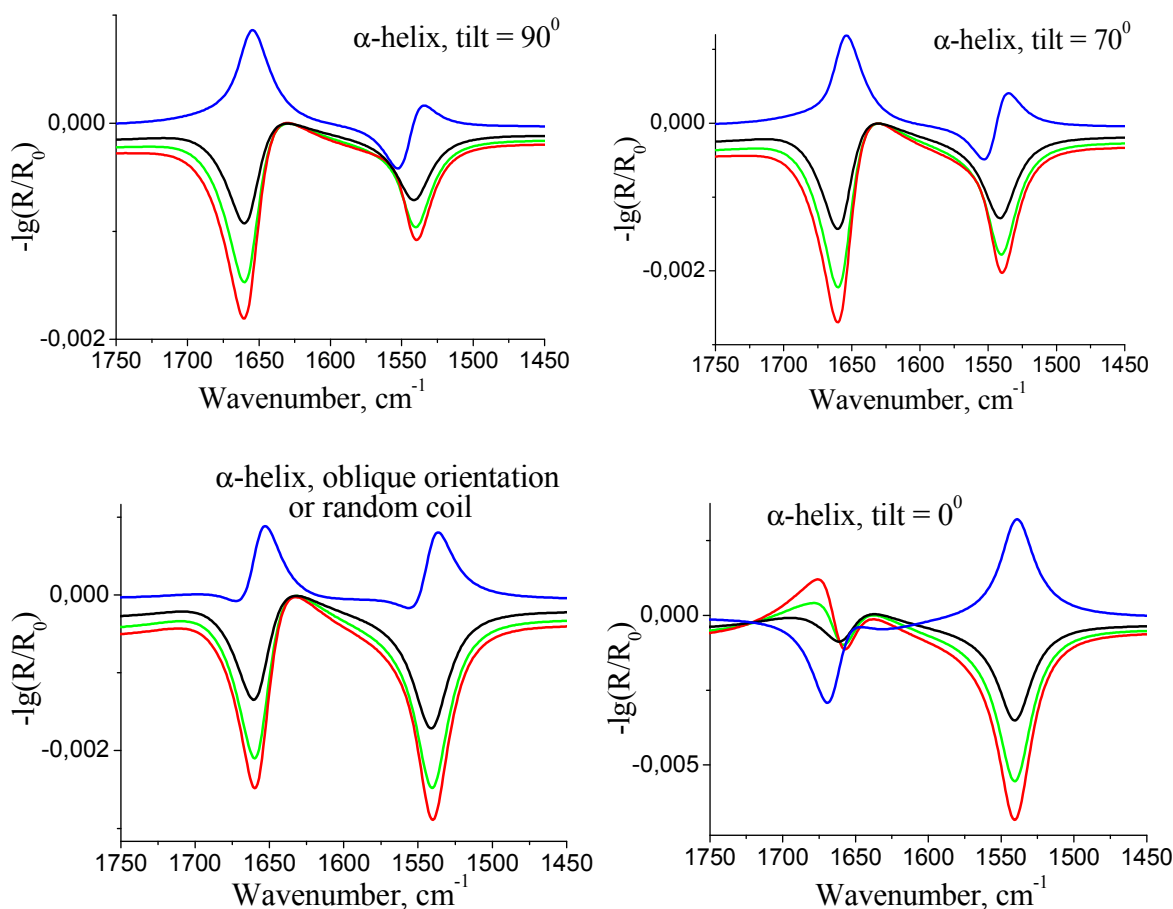 α-helix, tilt = 90⁰
0,000
-0,002
-lg(R/R₀)
1750 1700 1650 1600 1550 1500 1450
Wavenumber, cm⁻¹
α-helix, tilt = 70⁰
0,000
-0,002
-lg(R/R₀)
1750 1700 1650 1600 1550 1500 1450
Wavenumber, cm⁻¹
α-helix, oblique orientation
or random coil
0,000
-0,002
-lg(R/R₀)
1750 1700 1650 1600 1550 1500 1450
Wavenumber, cm⁻¹
α-helix, tilt = 0⁰
0,000
-0,005
-lg(R/R₀)
1750 1700 1650 1600 1550 1500 1450
Wavenumber, cm⁻¹